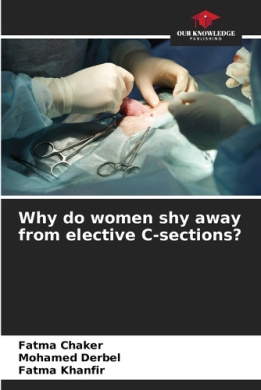 OUR KNOWLEDGE
PUBLISHING
Why do women shy away
from elective C-sections?
Fatma Chaker
Mohamed Derbel
Fatma Khanfir